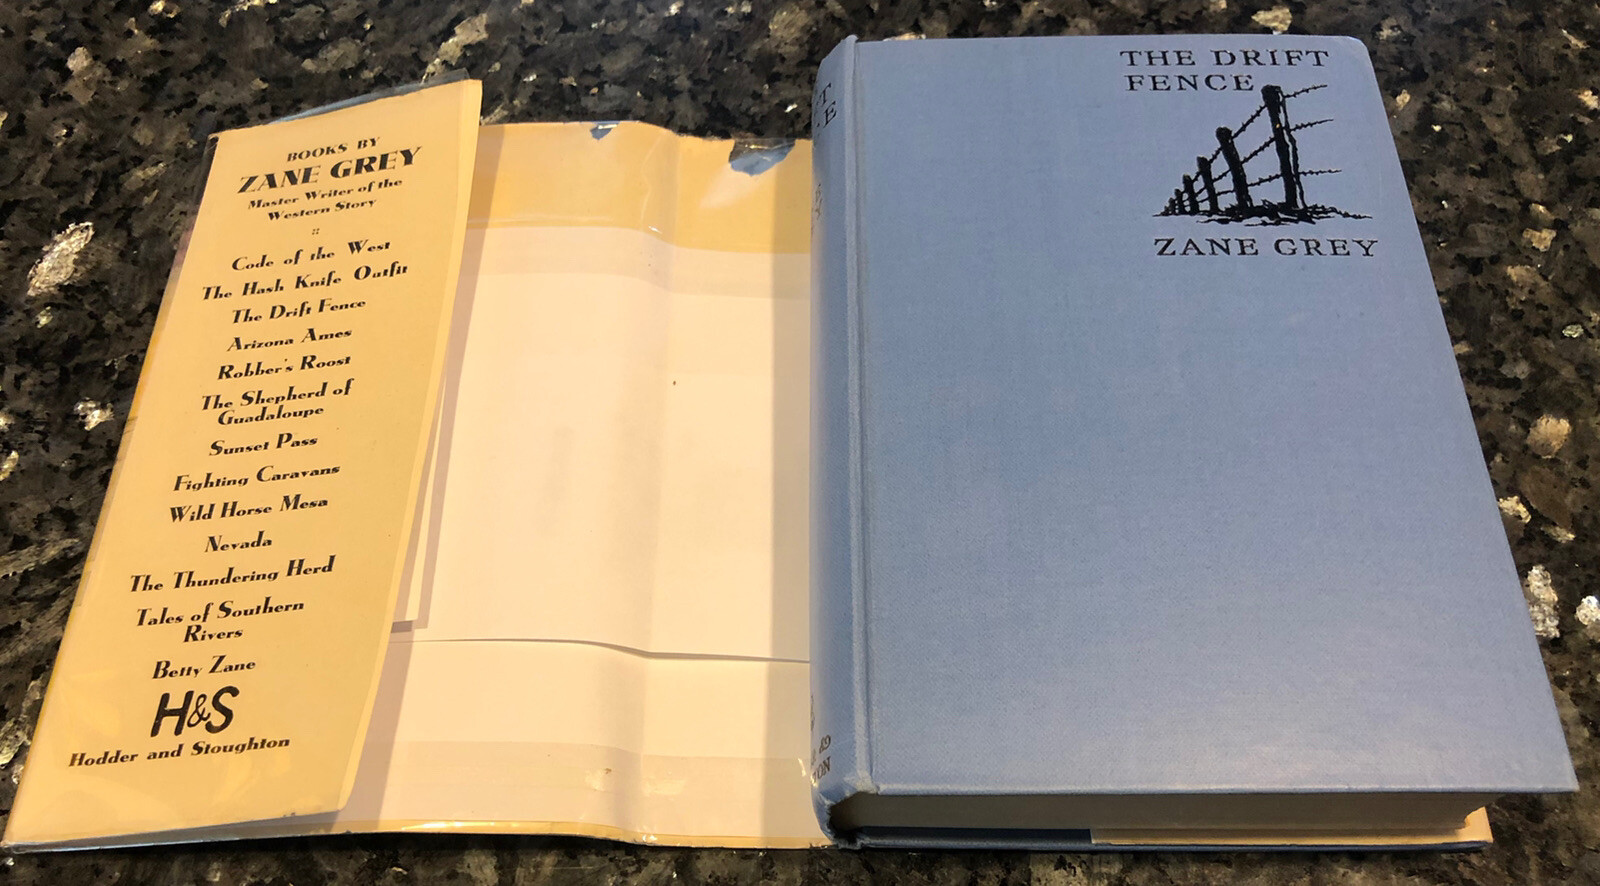 BOOKS BY
ZANE GREY
Master Writer of the
Western Story
Code of the West
The Hash Knife Outfit
The Drift Fence
Arizona Ames
Robber's Roost
The Shepherd of
Guadaloupe
Sunset Pass
Fighting Caravans
Wild Horse Mesa
Nevada
The Thundering Herd
Tales of Southern
Rivers
Betty Zane
H&S
Hodder and Stoughton
THE DRIFT
FENCE
ZANE GREY